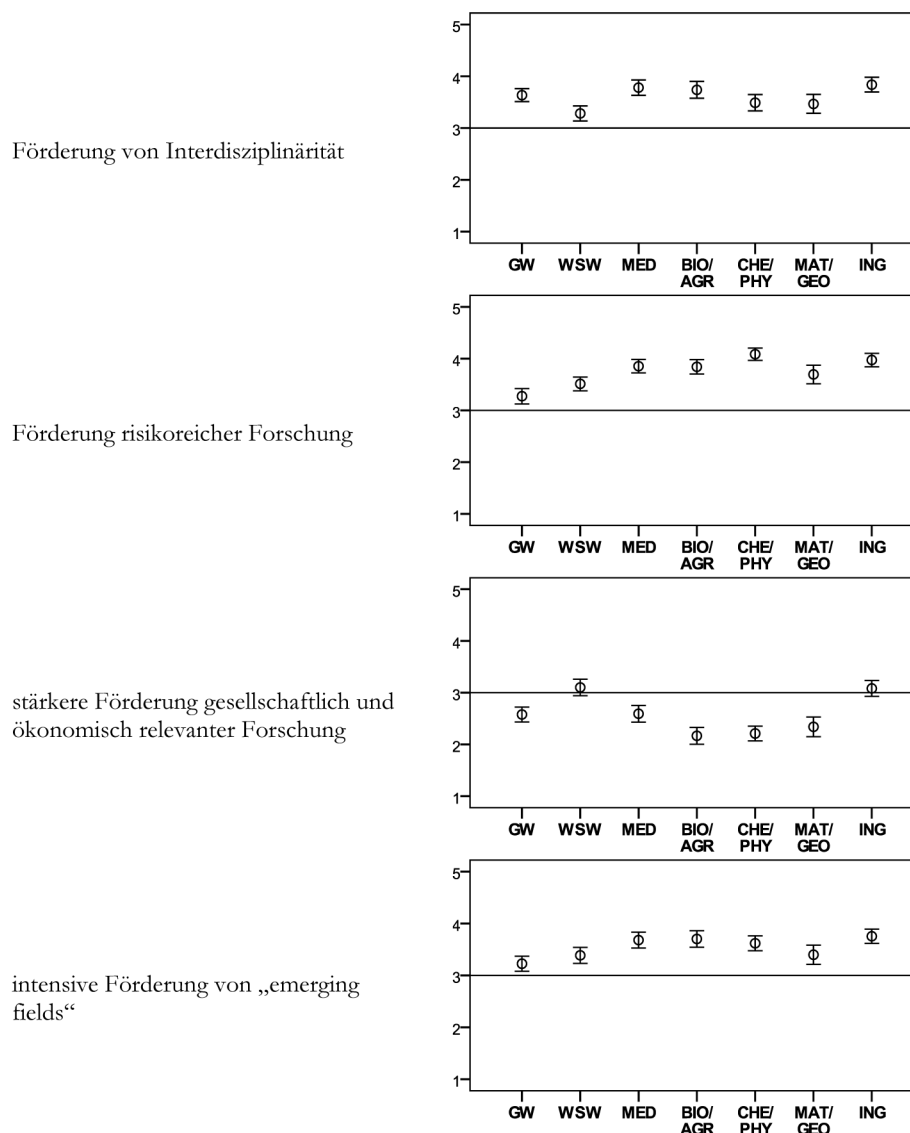 5
4
3
2
1
Förderung von Interdisziplinärität
GW WSW MED BIO/ CHE/ MAT/ ING
AGR PHY GEO
5
4
3
2
1
Förderung risikoreicher Forschung
GW WSW MED BIO/ CHE/ MAT/ ING
AGR PHY GEO
5
4
3
2
1
stärkere Förderung gesellschaftlich und
ökonomisch relevanter Forschung
GW WSW MED BIO/ CHE/ MAT/ ING
AGR PHY GEO
5
4
3
2
1
intensive Förderung von „emerging
fields“
GW WSW MED BIO/ CHE/ MAT/ ING
AGR PHY GEO